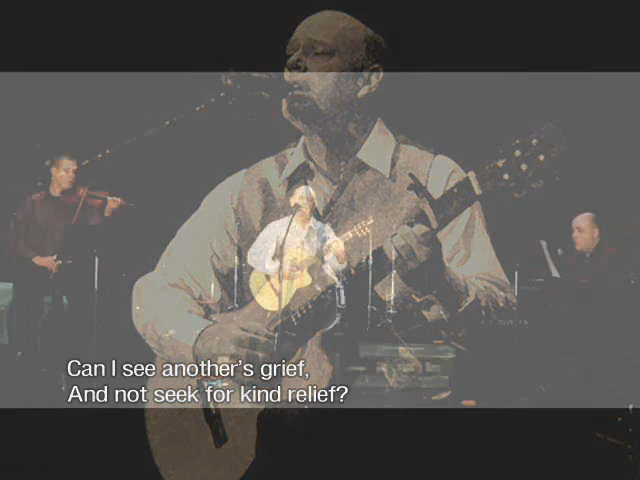 Can I see another's grief,
And not seek for kind relief?